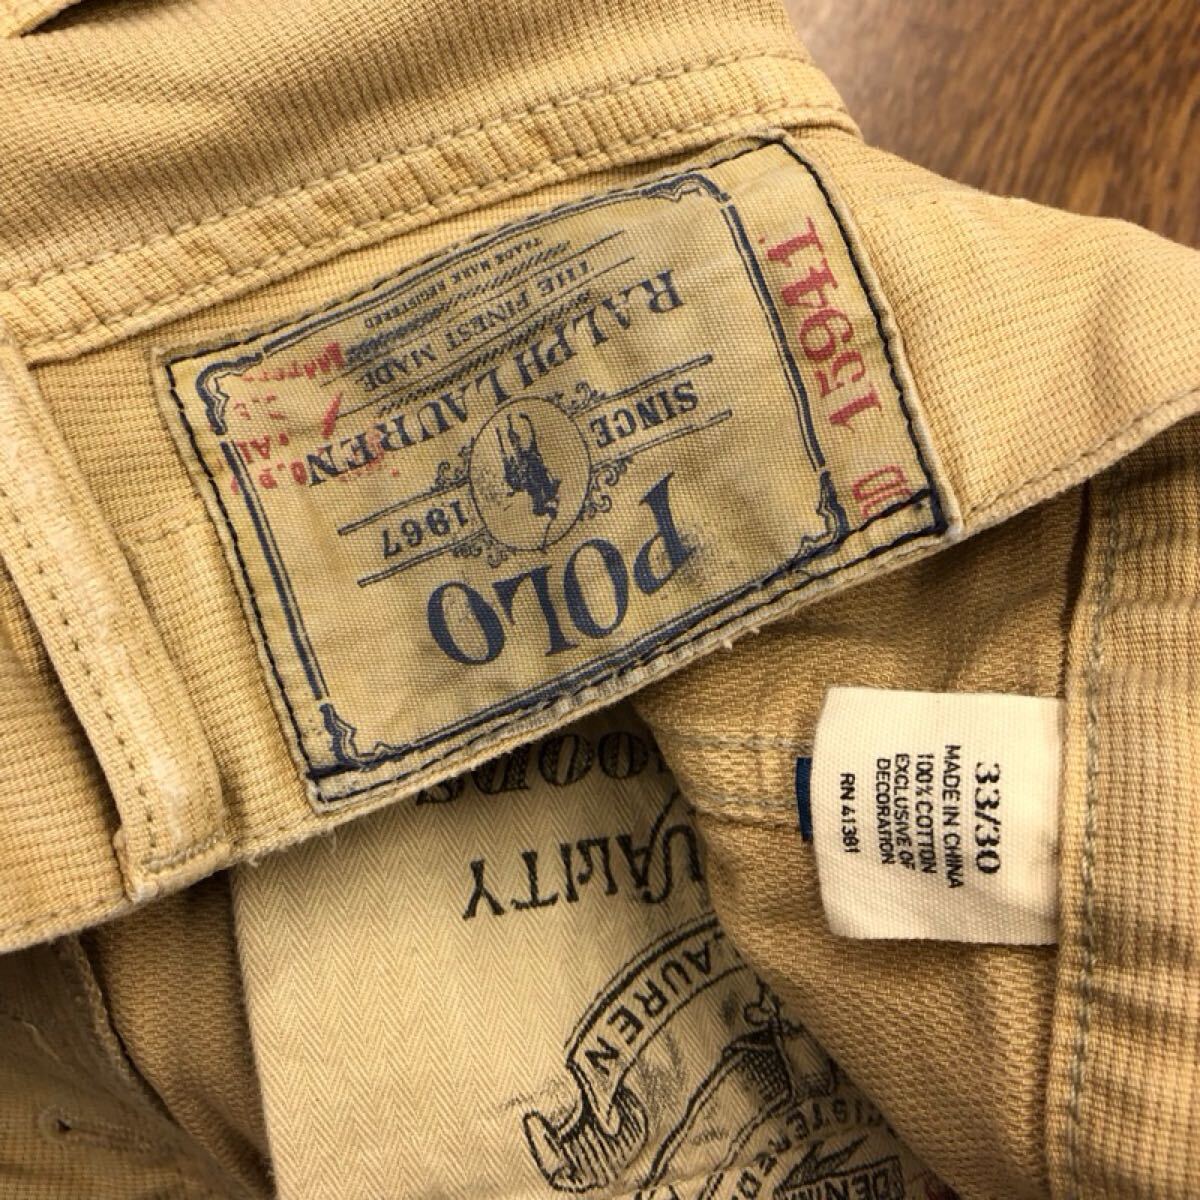 POLO
SINCE 1967
RALPH LAUREN
THE FINEST MADE
TRADE MARK REGISTERED
15941
33/30
MADE IN CHINA
100% COTTON
EXCLUSIVE OF
DECORATION
RN 41381
QUALITY
LAUREN